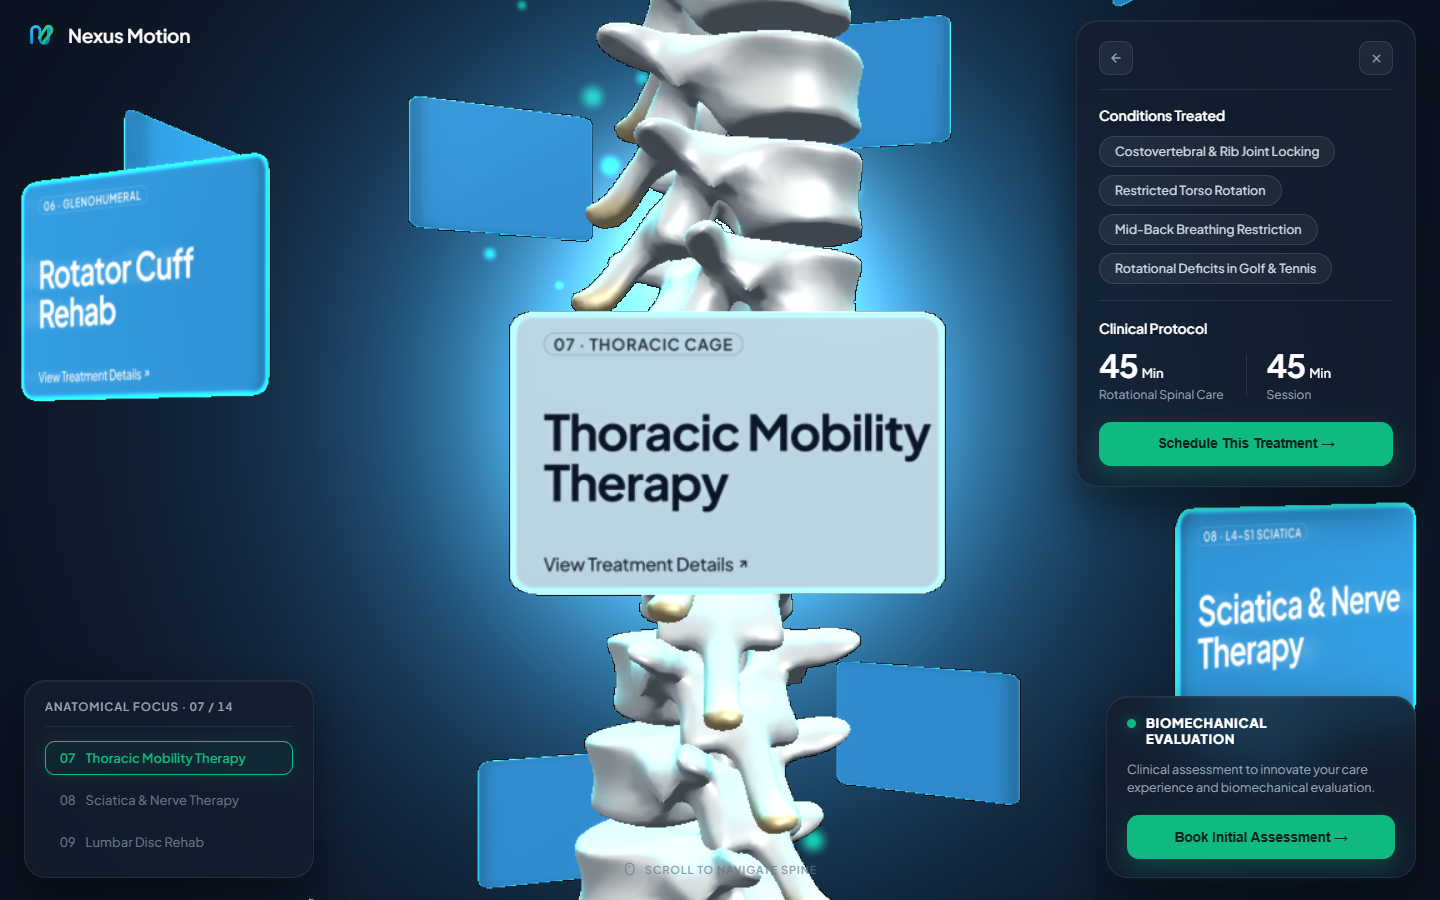 Nexus Motion
06 · GLENOHUMERAL
Rotator Cuff
Rehab
View Treatment Details ↗
07 · THORACIC CAGE
Thoracic Mobility
Therapy
View Treatment Details ↗
Conditions Treated
Costovertebral & Rib Joint Locking
Restricted Torso Rotation
Mid-Back Breathing Restriction
Rotational Deficits in Golf & Tennis
Clinical Protocol
45 Min
Rotational Spinal Care
45 Min
Session
Schedule This Treatment →
08 · L4–S1 SCIATICA
Sciatica & Nerve
Therapy
ANATOMICAL FOCUS · 07 / 14
07 Thoracic Mobility Therapy
08 Sciatica & Nerve Therapy
09 Lumbar Disc Rehab
SCROLL TO NAVIGATE SPINE
BIOMECHANICAL
EVALUATION
Clinical assessment to innovate your care
experience and biomechanical evaluation.
Book Initial Assessment →